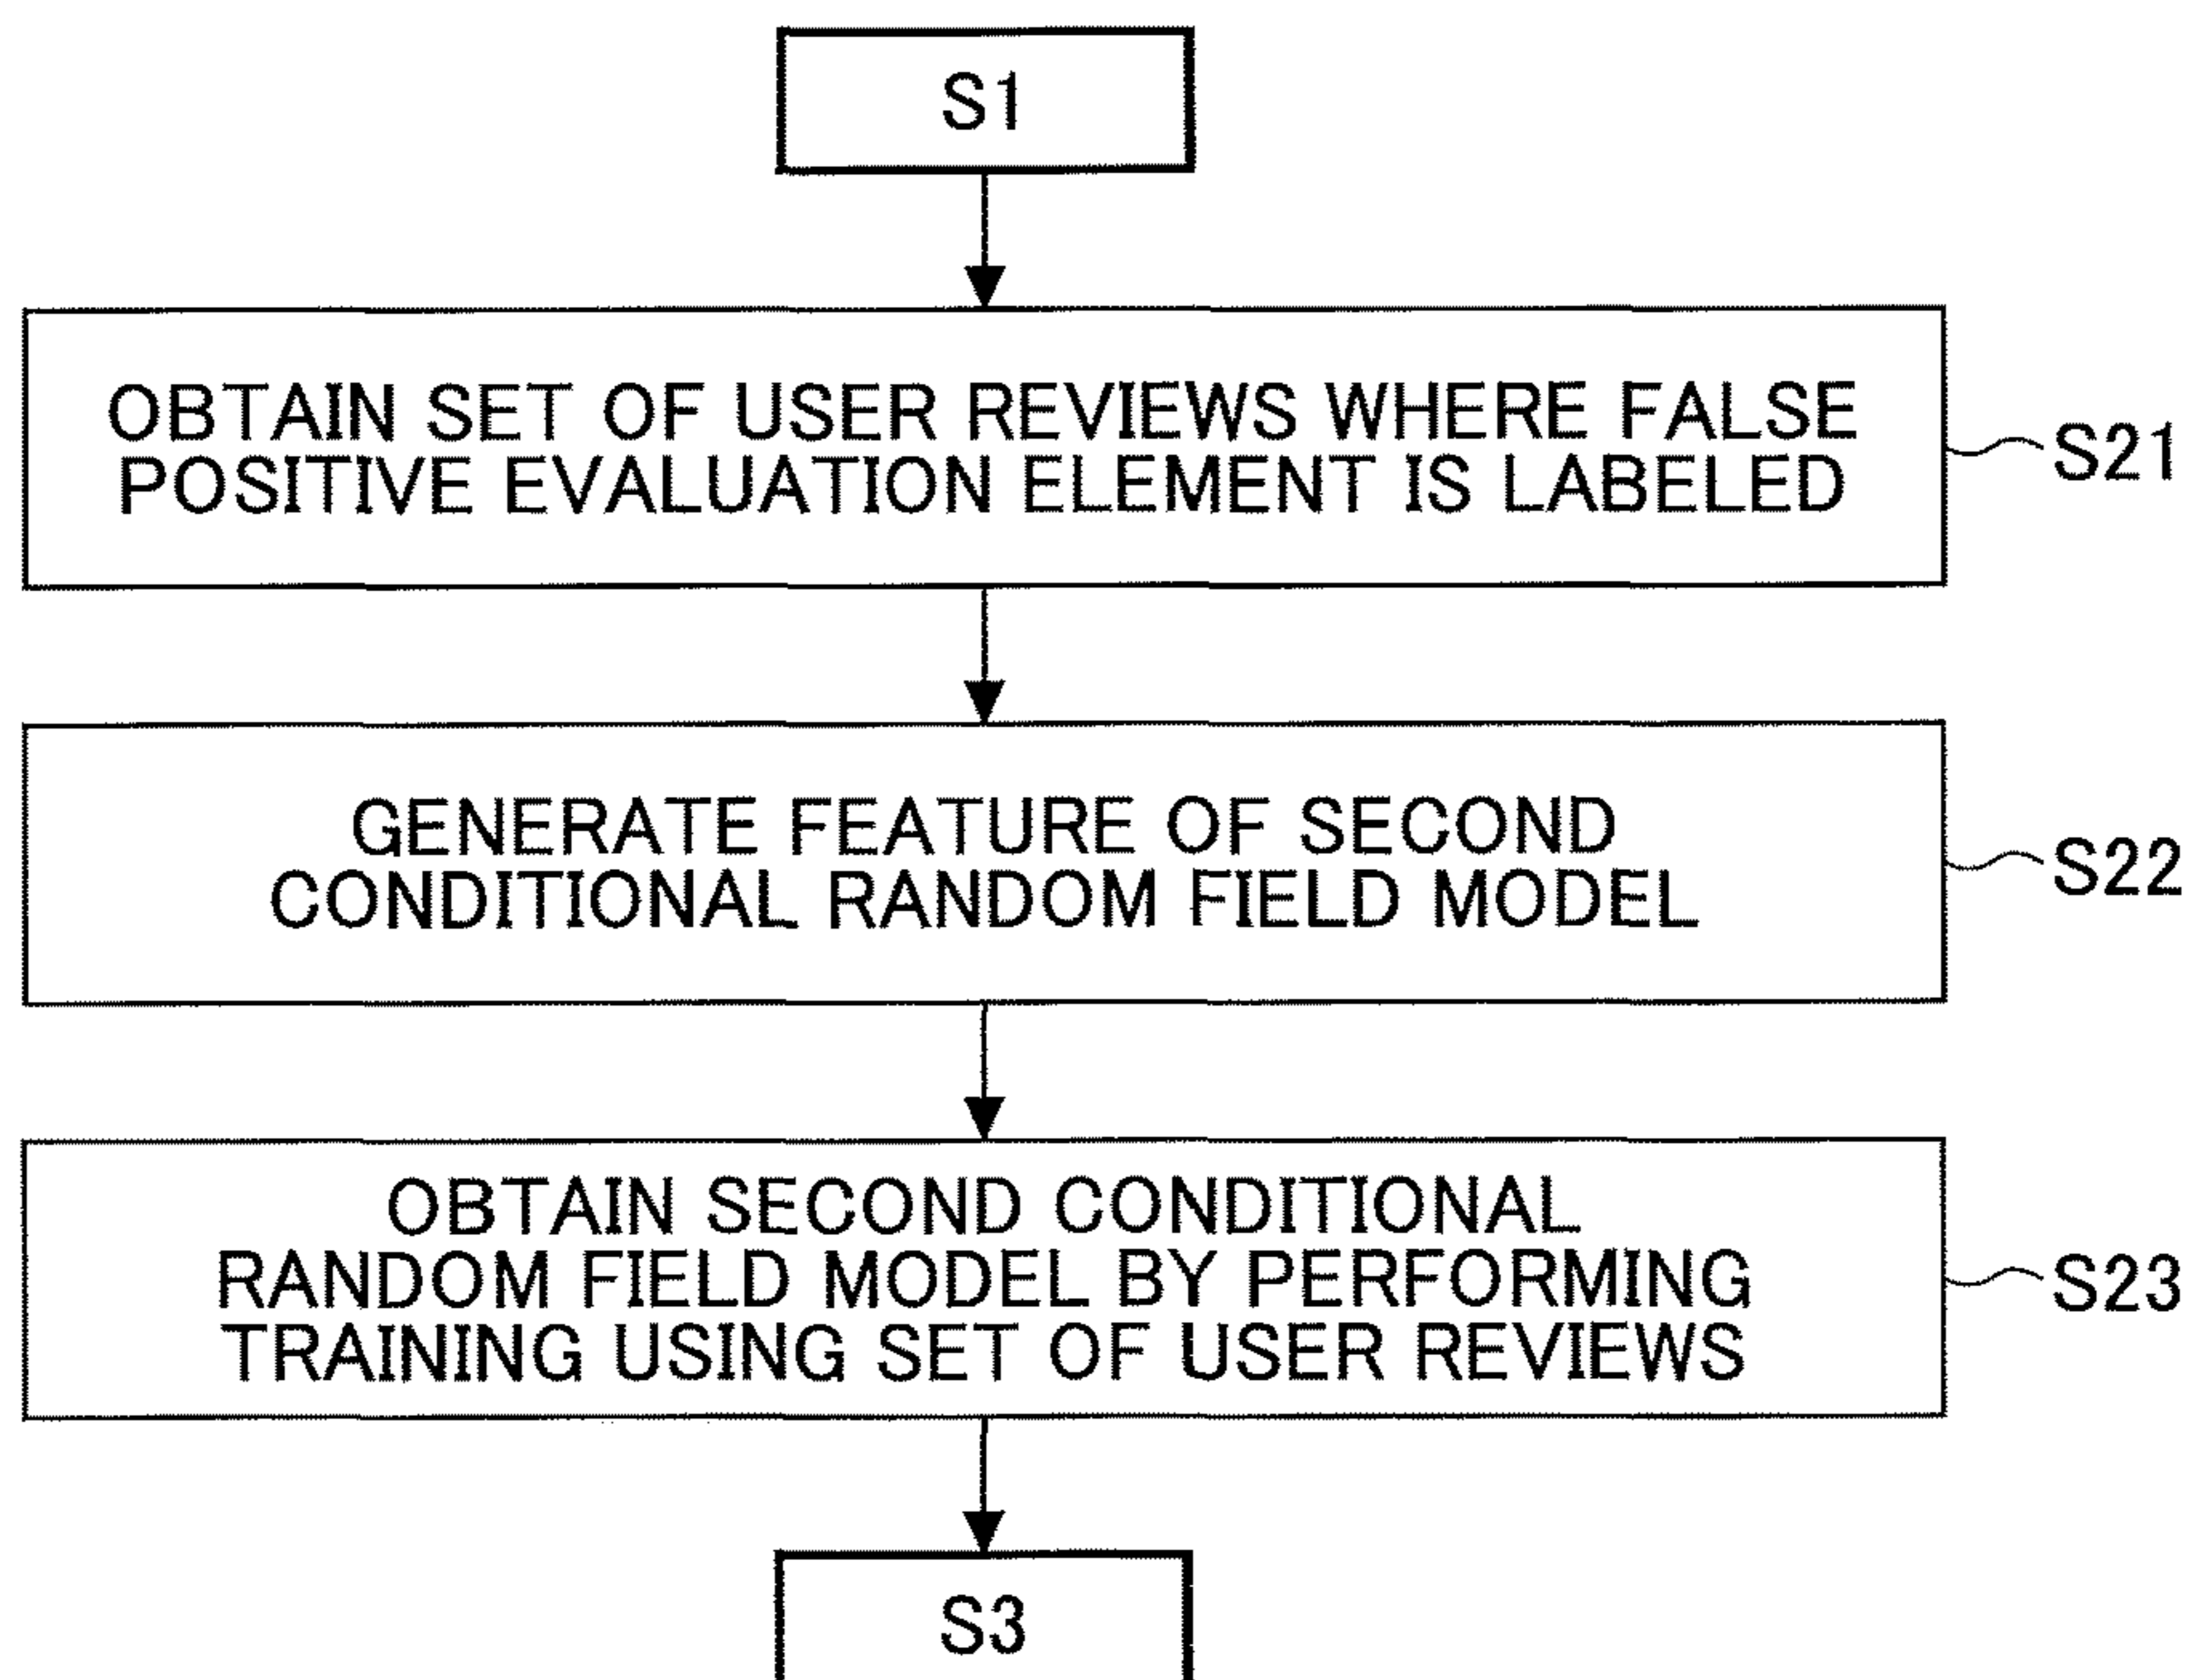 S1
OBTAIN SET OF USER REVIEWS WHERE FALSE
POSITIVE EVALUATION ELEMENT IS LABELED
S21
GENERATE FEATURE OF SECOND
CONDITIONAL RANDOM FIELD MODEL
S22
OBTAIN SECOND CONDITIONAL
RANDOM FIELD MODEL BY PERFORMING
TRAINING USING SET OF USER REVIEWS
S23
S3